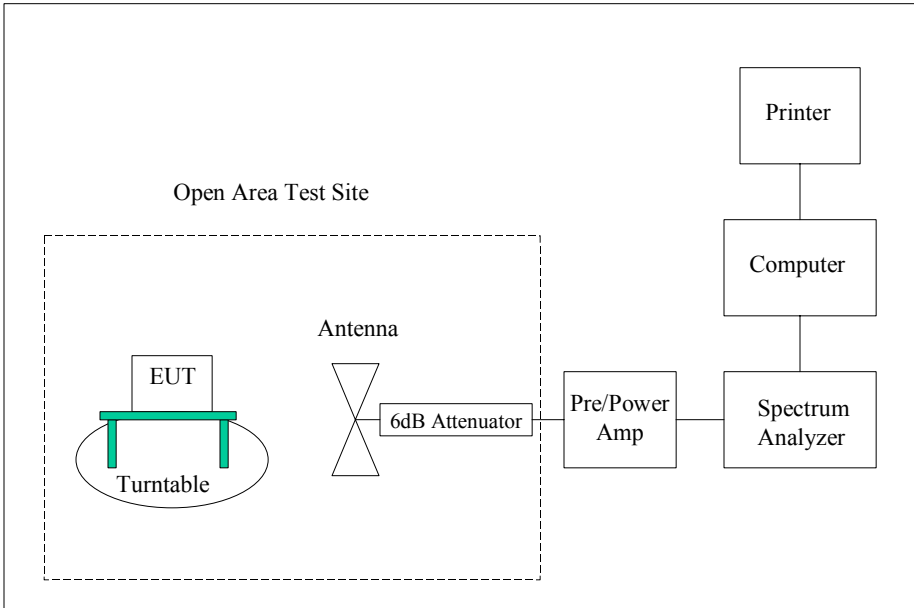 Printer
Open Area Test Site
Computer
Antenna
EUT
6dB Attenuator
Pre/Power
Amp
Spectrum
Analyzer
Turntable